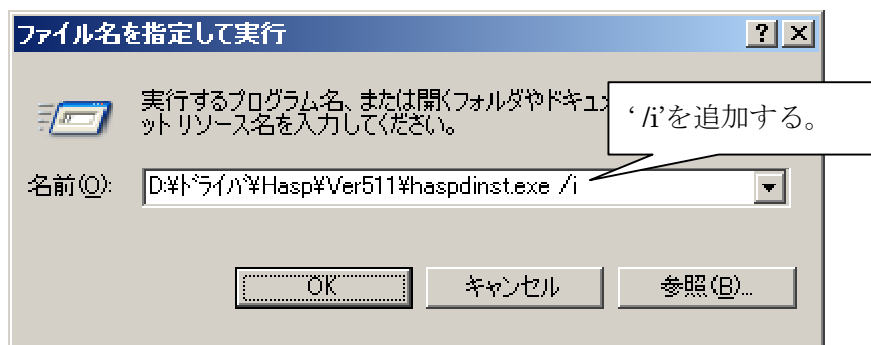 ファイル名を指定して実行
実行するプログラム名、または開くフォルダやドキュメ
ットリソース名を入力してください。
' /i'を追加する。
名前(O):
D:¥ﾄﾞﾗｲﾊﾞ¥Hasp¥Ver511¥haspdinst.exe /i
OK
キャンセル
参照(B)...